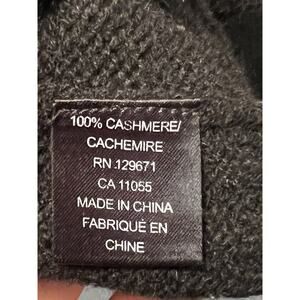 100% CASHMERE/
CACHEMIRE
RN.129671
CA 11055
MADE IN CHINA
FABRIQUÉ EN
CHINE